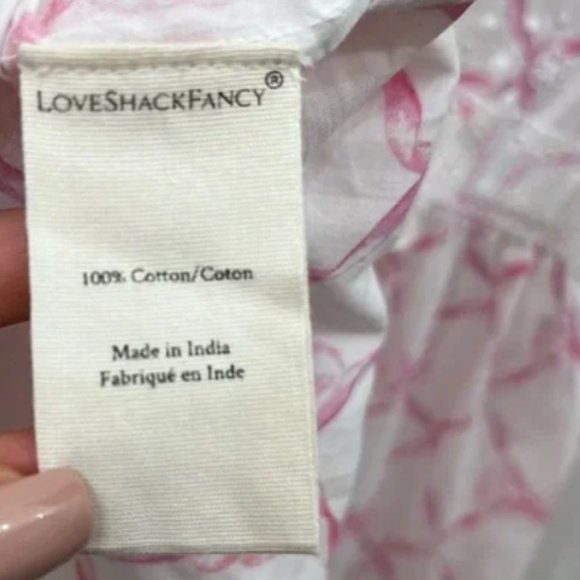 LOVESHACKFANCY®
100% Cotton/Coton
Made in India
Fabriqué en Inde